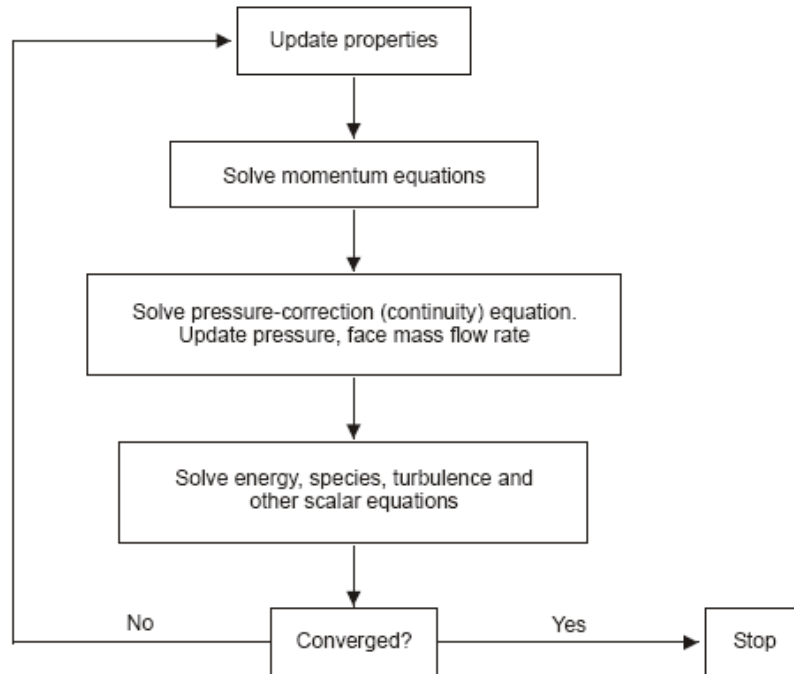 Update properties
Solve momentum equations
Solve pressure-correction (continuity) equation.
Update pressure, face mass flow rate
Solve energy, species, turbulence and
other scalar equations
No
Converged?
Yes
Stop